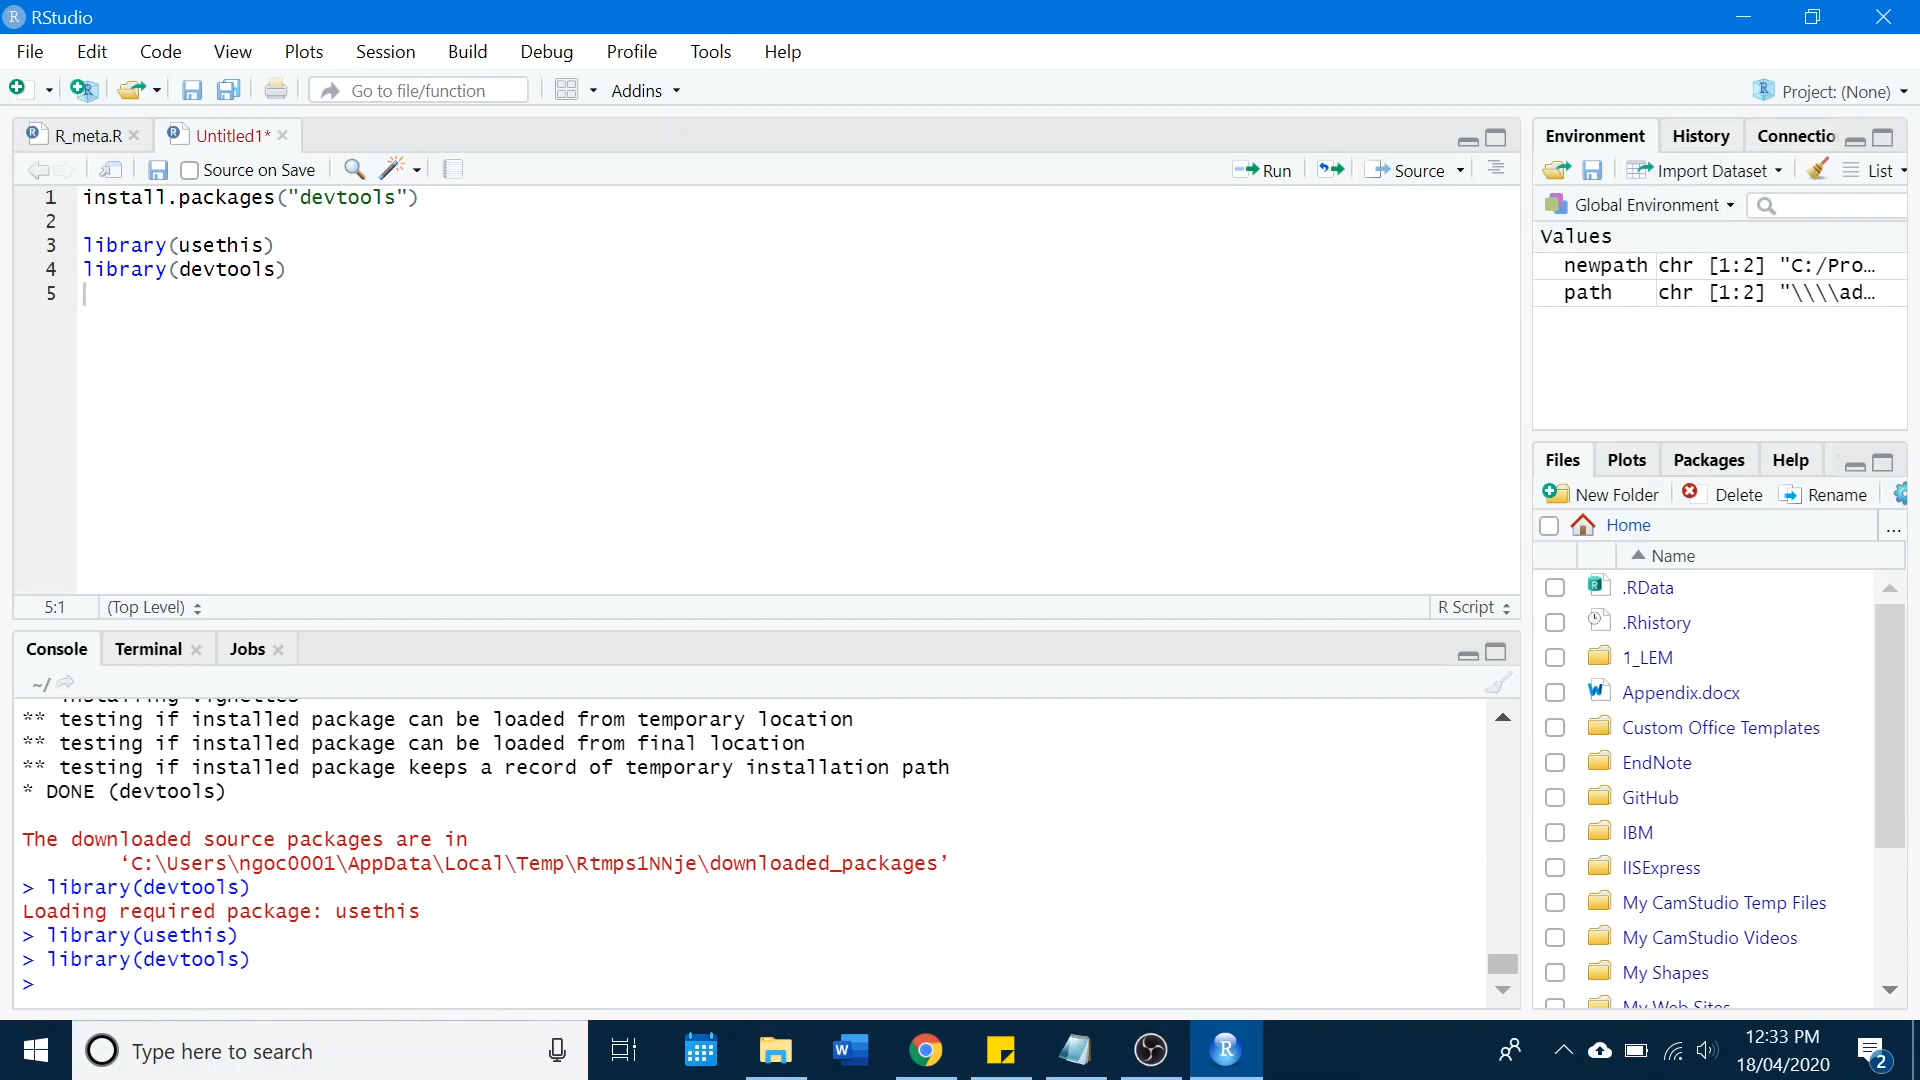 RStudio
File Edit Code View Plots Session Build Debug Profile Tools Help
Go to file/function Addins Project: (None)
R_meta.R Untitled1*
Source on Save Run Source
1 install.packages("devtools")
2
3 library(usethis)
4 library(devtools)
5
5:1 (Top Level) R Script
Console Terminal Jobs
~/
installing vignettes
** testing if installed package can be loaded from temporary location
** testing if installed package can be loaded from final location
** testing if installed package keeps a record of temporary installation path
* DONE (devtools)
The downloaded source packages are in
‘C:\Users\ngoc0001\AppData\Local\Temp\Rtmps1NNje\downloaded_packages’
> library(devtools)
Loading required package: usethis
> library(usethis)
> library(devtools)
>
Environment History Connectio
Import Dataset List
Global Environment
Values
newpath chr [1:2] "C:/Pro…
path chr [1:2] "\\\\ad…
Files Plots Packages Help
New Folder Delete Rename
Home ...
Name
.RData
.Rhistory
1_LEM
Appendix.docx
Custom Office Templates
EndNote
GitHub
IBM
IISExpress
My CamStudio Temp Files
My CamStudio Videos
My Shapes
My Web Sites
Type here to search
12:33 PM
18/04/2020
2